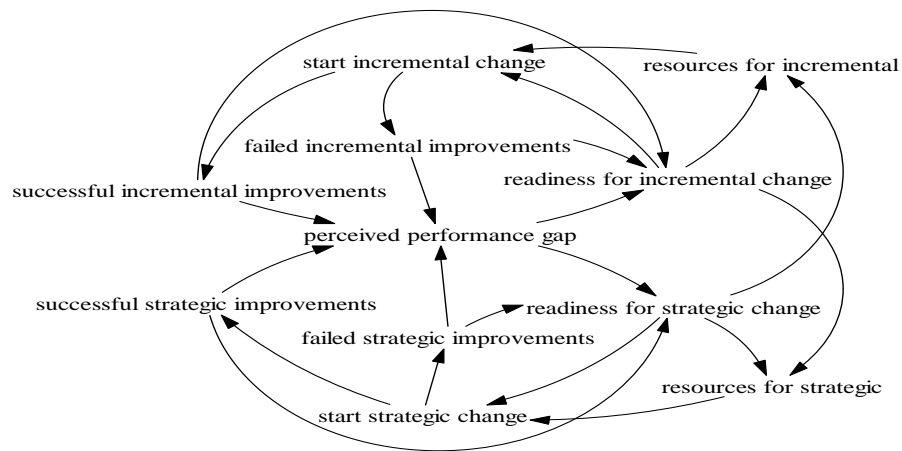 start incremental change
resources for incremental
failed incremental improvements
readiness for incremental change
successful incremental improvements
perceived performance gap
successful strategic improvements
readiness for strategic change
failed strategic improvements
resources for strategic
start strategic change